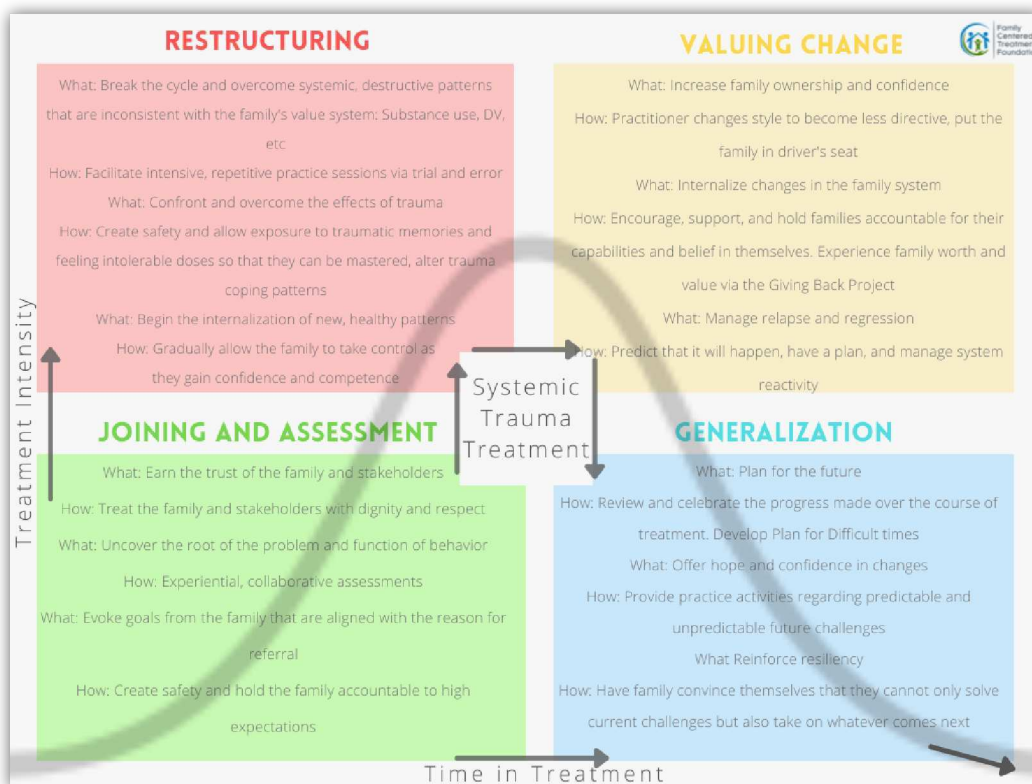 RESTRUCTURING
What: Break the cycle and overcome systemic, destructive patterns
that are inconsistent with the family's value system: Substance use, DV,
etc
How: Facilitate intensive, repetitive practice sessions via trial and error
What: Confront and overcome the effects of trauma
How: Create safety and allow exposure to traumatic memories and
feeling intolerable doses so that they can be mastered, alter trauma
coping patterns
What: Begin the internalization of new, healthy patterns
How: Gradually allow the family to take control as
they gain confidence and competence
VALUING CHANGE
Family
Centered
Treatment
Foundation
What: Increase family ownership and confidence
How: Practitioner changes style to become less directive, put the
family in driver's seat
What: Internalize changes in the family system
How: Encourage, support, and hold families accountable for their
capabilities and belief in themselves. Experience family worth and
value via the Giving Back Project
What: Manage relapse and regression
How: Predict that it will happen, have a plan, and manage system
reactivity
Treatment Intensity
Systemic
Trauma
Treatment
JOINING AND ASSESSMENT
What: Earn the trust of the family and stakeholders
How: Treat the family and stakeholders with dignity and respect
What: Uncover the root of the problem and function of behavior
How: Experiential, collaborative assessments
What: Evoke goals from the family that are aligned with the reason for
referral
How: Create safety and hold the family accountable to high
expectations
GENERALIZATION
What: Plan for the future
How: Review and celebrate the progress made over the course of
treatment. Develop Plan for Difficult times
What: Offer hope and confidence in changes
How: Provide practice activities regarding predictable and
unpredictable future challenges
What Reinforce resiliency
How: Have family convince themselves that they cannot only solve
current challenges but also take on whatever comes next
Time in Treatment